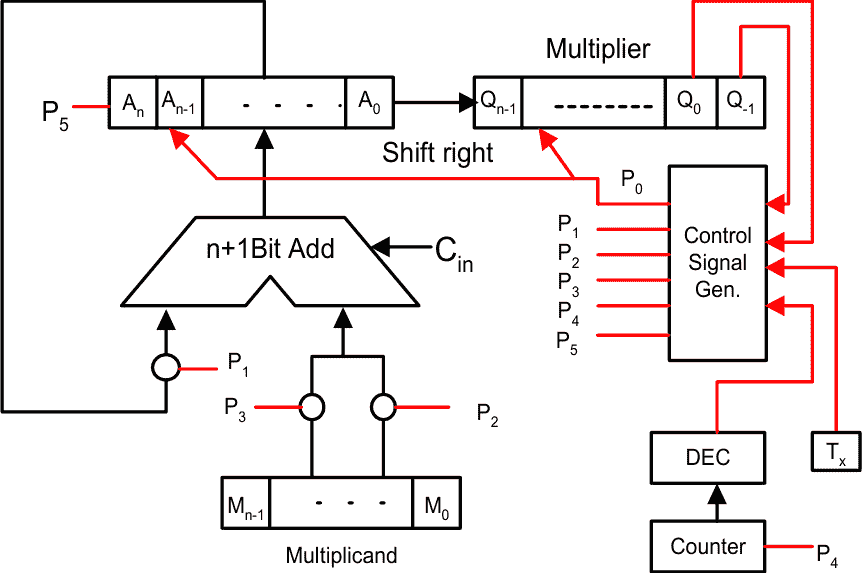 Multiplier
P5
An An-1 - - - - A0
Qn-1 --------- Q0 Q-1
Shift right
P0
P1
P2
P3
P4
P5
Control
Signal
Gen.
n+1Bit Add
Cin
P1
P3
P2
Mn-1 - - - M0
Multiplicand
DEC
Tx
Counter
P4